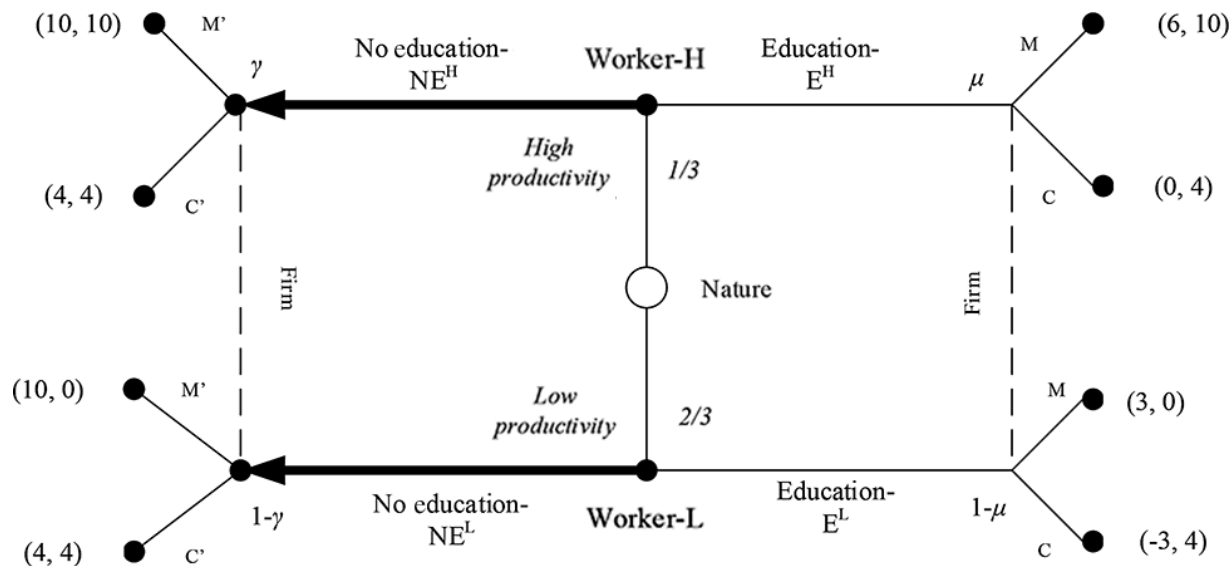 (10, 10)
M’
(6, 10)
M
No education-
NE^H
Worker-H
Education-
E^H
γ
μ
(4, 4)
C’
High
productivity
1/3
C
(0, 4)
Firm
Nature
Firm
(10, 0)
M’
Low
productivity
2/3
M
(3, 0)
No education-
NE^L
Worker-L
Education-
E^L
1-γ
1-μ
(4, 4)
C’
C
(-3, 4)